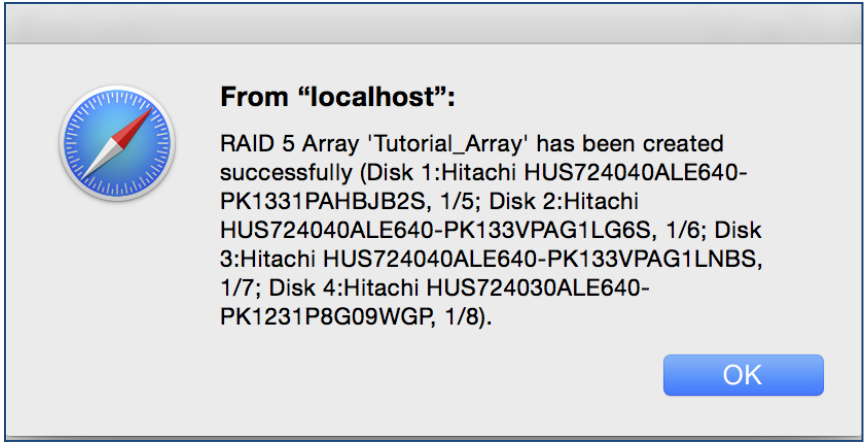 From “localhost”:
RAID 5 Array 'Tutorial_Array' has been created
successfully (Disk 1:Hitachi HUS724040ALE640-
PK1331PAHBJB2S, 1/5; Disk 2:Hitachi
HUS724040ALE640-PK133VPAG1LG6S, 1/6; Disk
3:Hitachi HUS724040ALE640-PK133VPAG1LNBS,
1/7; Disk 4:Hitachi HUS724030ALE640-
PK1231P8G09WGP, 1/8).
OK